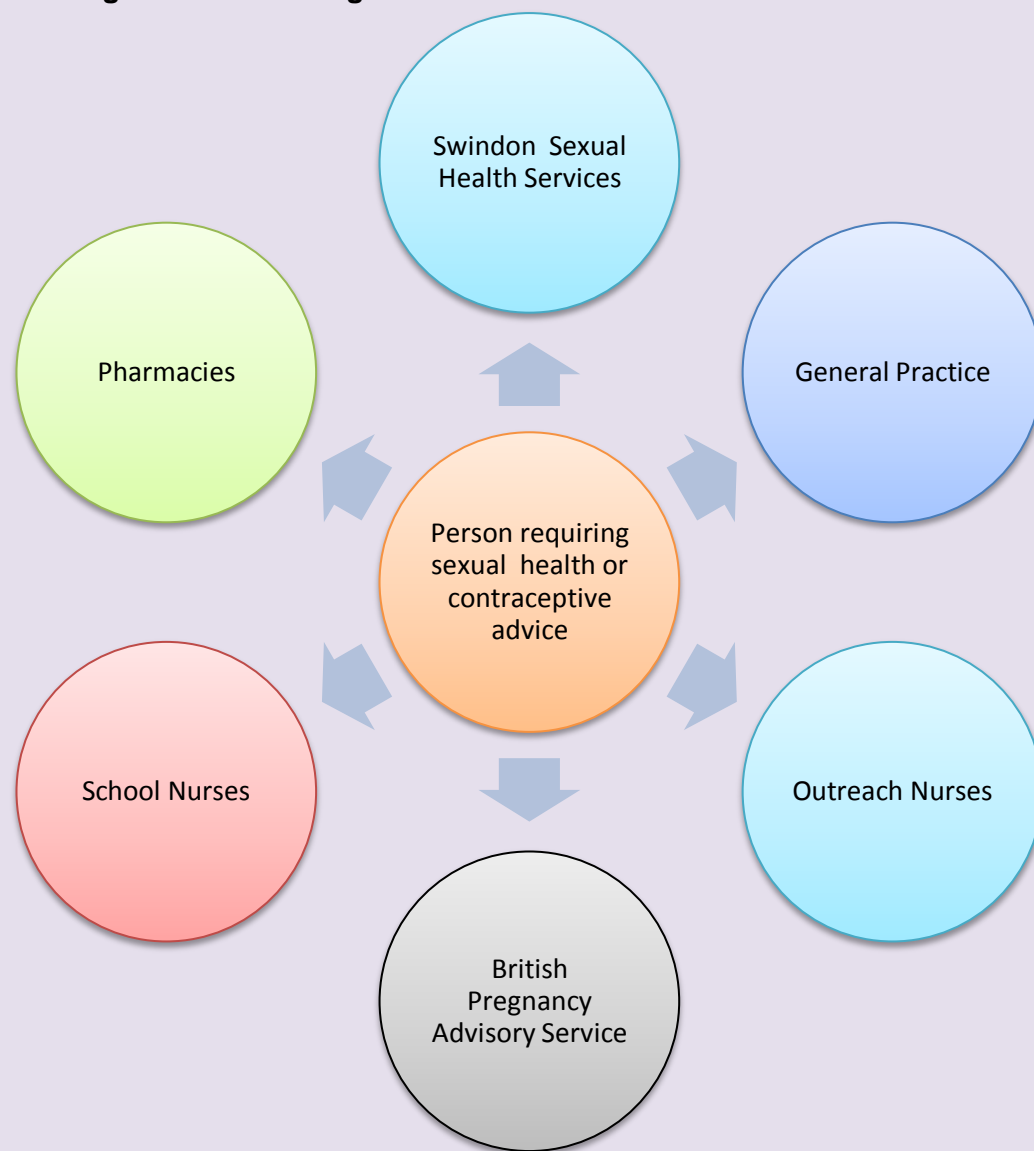 Swindon  Sexual
Health Services
Pharmacies
General Practice
Person requiring
sexual  health or
contraceptive
advice
School Nurses
Outreach Nurses
British
Pregnancy
Advisory Service